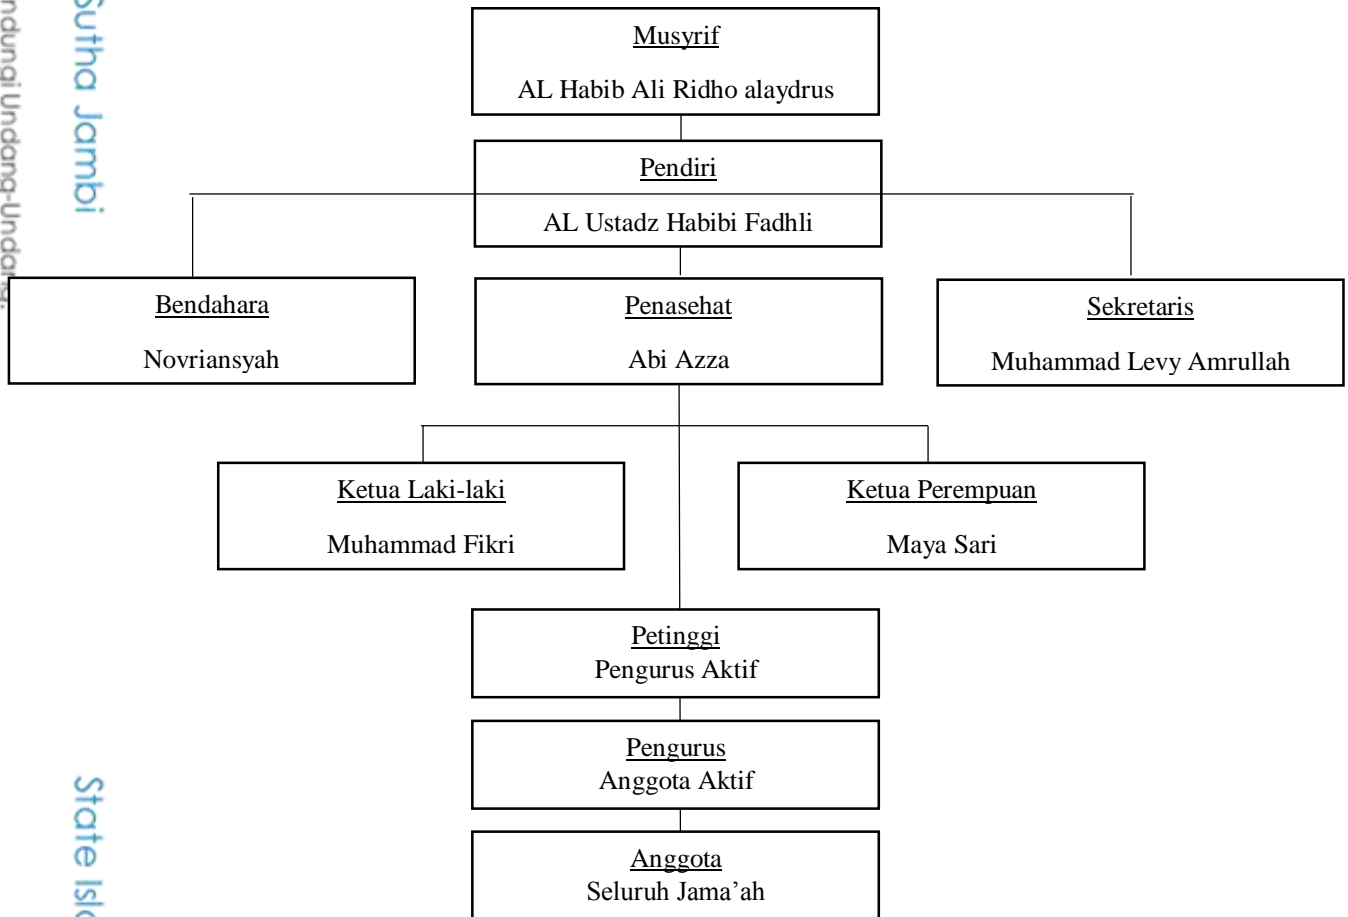 Sutha Jambi
Musyrif
AL Habib Ali Ridho alaydrus
Pendiri
AL Ustadz Habibi Fadhli
Bendahara
Novriansyah
Penasehat
Abi Azza
Sekretaris
Muhammad Levy Amrullah
Ketua Laki-laki
Muhammad Fikri
Ketua Perempuan
Maya Sari
Petinggi
Pengurus Aktif
Pengurus
Anggota Aktif
Anggota
Seluruh Jama’ah
State